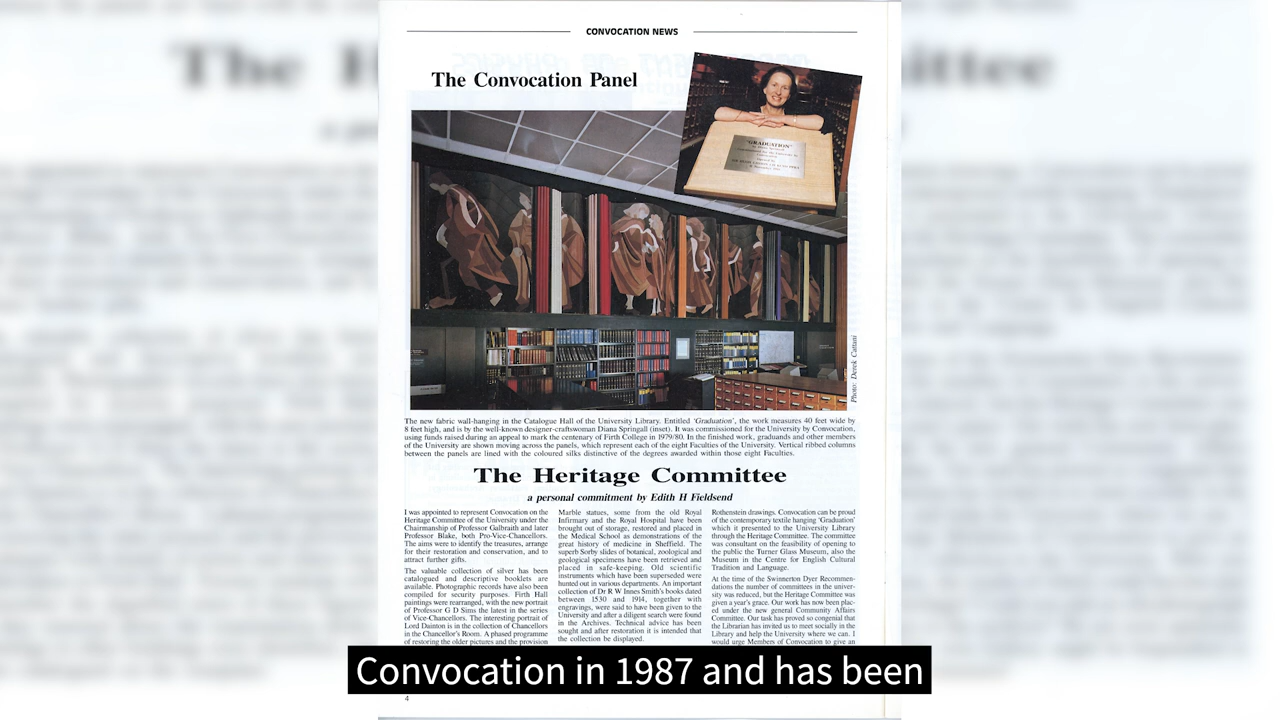 CONVOCATION NEWS
The Convocation Panel
"GRADUATION"
Photo: Derek Cattani
The new fabric wall-hanging in the Catalogue Hall of the University Library. Entitled 'Graduation', the work measures 40 feet wide by
8 feet high, and is by the well-known designer-craftswoman Diana Springall (inset). It was commissioned for the University by Convocation,
using funds raised during an appeal to mark the centenary of Firth College in 1979/80. In the finished work, graduands and other members
of the University are shown moving across the panels, which represent each of the eight Faculties of the University. Vertical ribbed columns
between the panels are lined with the coloured silks distinctive of the degrees awarded within those eight Faculties.
The Heritage Committee
a personal commitment by Edith H Fieldsend
I was appointed to represent Convocation on the
Heritage Committee of the University under the
Chairmanship of Professor Galbraith and later
Professor Blake, both Pro-Vice-Chancellors.
The aims were to identify the treasures, arrange
for their restoration and conservation, and to
attract further gifts.
The valuable collection of silver has been
catalogued and descriptive booklets are
available. Photographic records have also been
compiled for security purposes. Firth Hall
paintings were rearranged, with the new portrait
of Professor G D Sims the latest in the series
of Vice-Chancellors. The interesting portrait of
Lord Dainton is in the collection of Chancellors
in the Chancellor's Room. A phased programme
of restoring the older pictures and the provision
Marble statues, some from the old Royal
Infirmary and the Royal Hospital have been
brought out of storage, restored and placed in
the Medical School as demonstrations of the
great history of medicine in Sheffield. The
superb Sorby slides of botanical, zoological and
geological specimens have been retrieved and
placed in safe-keeping. Old scientific
instruments which have been superseded were
hunted out in various departments. An important
collection of Dr R W Innes Smith's books dated
between 1530 and 1914, together with
engravings, were said to have been given to the
University and after a diligent search were found
in the Archives. Technical advice has been
sought and after restoration it is intended that
the collection be displayed.
Rothenstein drawings. Convocation can be proud
of the contemporary textile hanging 'Graduation'
which it presented to the University Library
through the Heritage Committee. The committee
was consultant on the feasibility of opening to
the public the Turner Glass Museum, also the
Museum in the Centre for English Cultural
Tradition and Language.
At the time of the Swinnerton Dyer Recommen-
dations the number of committees in the univer-
sity was reduced, but the Heritage Committee was
given a year's grace. Our work has now been plac-
ed under the new general Community Affairs
Committee. Our task has proved so congenial that
the Librarian has invited us to meet socially in the
Library and help the University where we can. I
would urge Members of Convocation to give an
Convocation in 1987 and has been
4